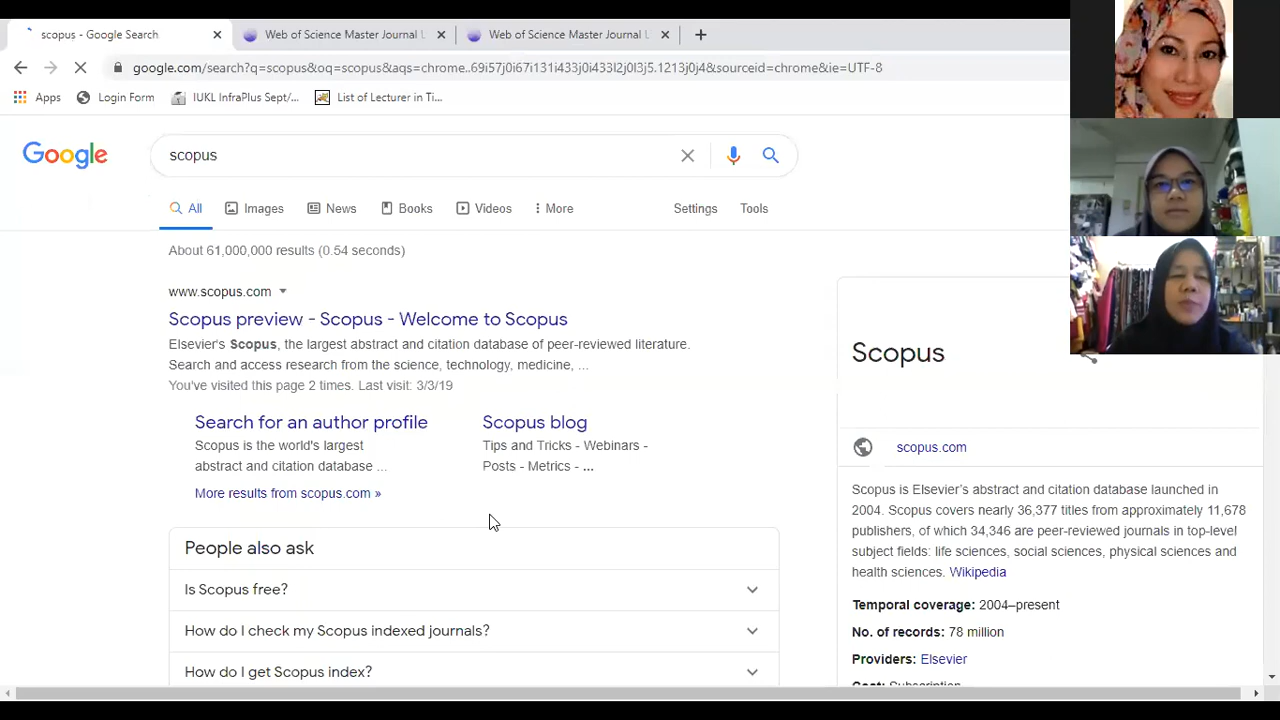 scopus - Google Search
Web of Science Master Journal L
Web of Science Master Journal L
google.com/search?q=scopus&oq=scopus&aqs=chrome..69i57j0i67i131i433j0i433l2j0l3j5.1213j0j4&sourceid=chrome&ie=UTF-8
Apps
Login Form
IUKL InfraPlus Sept/...
List of Lecturer in Ti...
Google
scopus
All
Images
News
Books
Videos
More
Settings
Tools
About 61,000,000 results (0.54 seconds)
www.scopus.com
Scopus preview - Scopus - Welcome to Scopus
Elsevier's Scopus, the largest abstract and citation database of peer-reviewed literature.
Search and access research from the science, technology, medicine, ...
You've visited this page 2 times. Last visit: 3/3/19
Search for an author profile
Scopus is the world's largest
abstract and citation database ...
Scopus blog
Tips and Tricks - Webinars -
Posts - Metrics - ...
More results from scopus.com »
People also ask
Is Scopus free?
How do I check my Scopus indexed journals?
How do I get Scopus index?
Scopus
scopus.com
Scopus is Elsevier's abstract and citation database launched in
2004. Scopus covers nearly 36,377 titles from approximately 11,678
publishers, of which 34,346 are peer-reviewed journals in top-level
subject fields: life sciences, social sciences, physical sciences and
health sciences. Wikipedia
Temporal coverage: 2004–present
No. of records: 78 million
Providers: Elsevier
Cost: Subscription